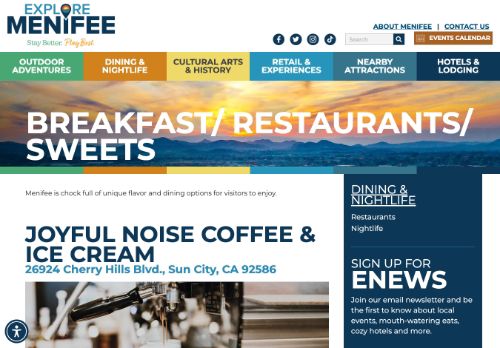 EXPLORE
MENIFEE
Stay Better. Play Best.
ABOUT MENIFEE | CONTACT US
Search
EVENTS CALENDAR
OUTDOOR
ADVENTURES
DINING &
NIGHTLIFE
CULTURAL ARTS
& HISTORY
RETAIL &
EXPERIENCES
NEARBY
ATTRACTIONS
HOTELS &
LODGING
BREAKFAST/ RESTAURANTS/
SWEETS
Menifee is chock full of unique flavor and dining options for visitors to enjoy.
JOYFUL NOISE COFFEE &
ICE CREAM
26924 Cherry Hills Blvd., Sun City, CA 92586
DINING &
NIGHTLIFE
Restaurants
Nightlife
SIGN UP FOR
ENEWS
Join our email newsletter and be
the first to know about local
events, mouth-watering eats,
cozy hotels and more.